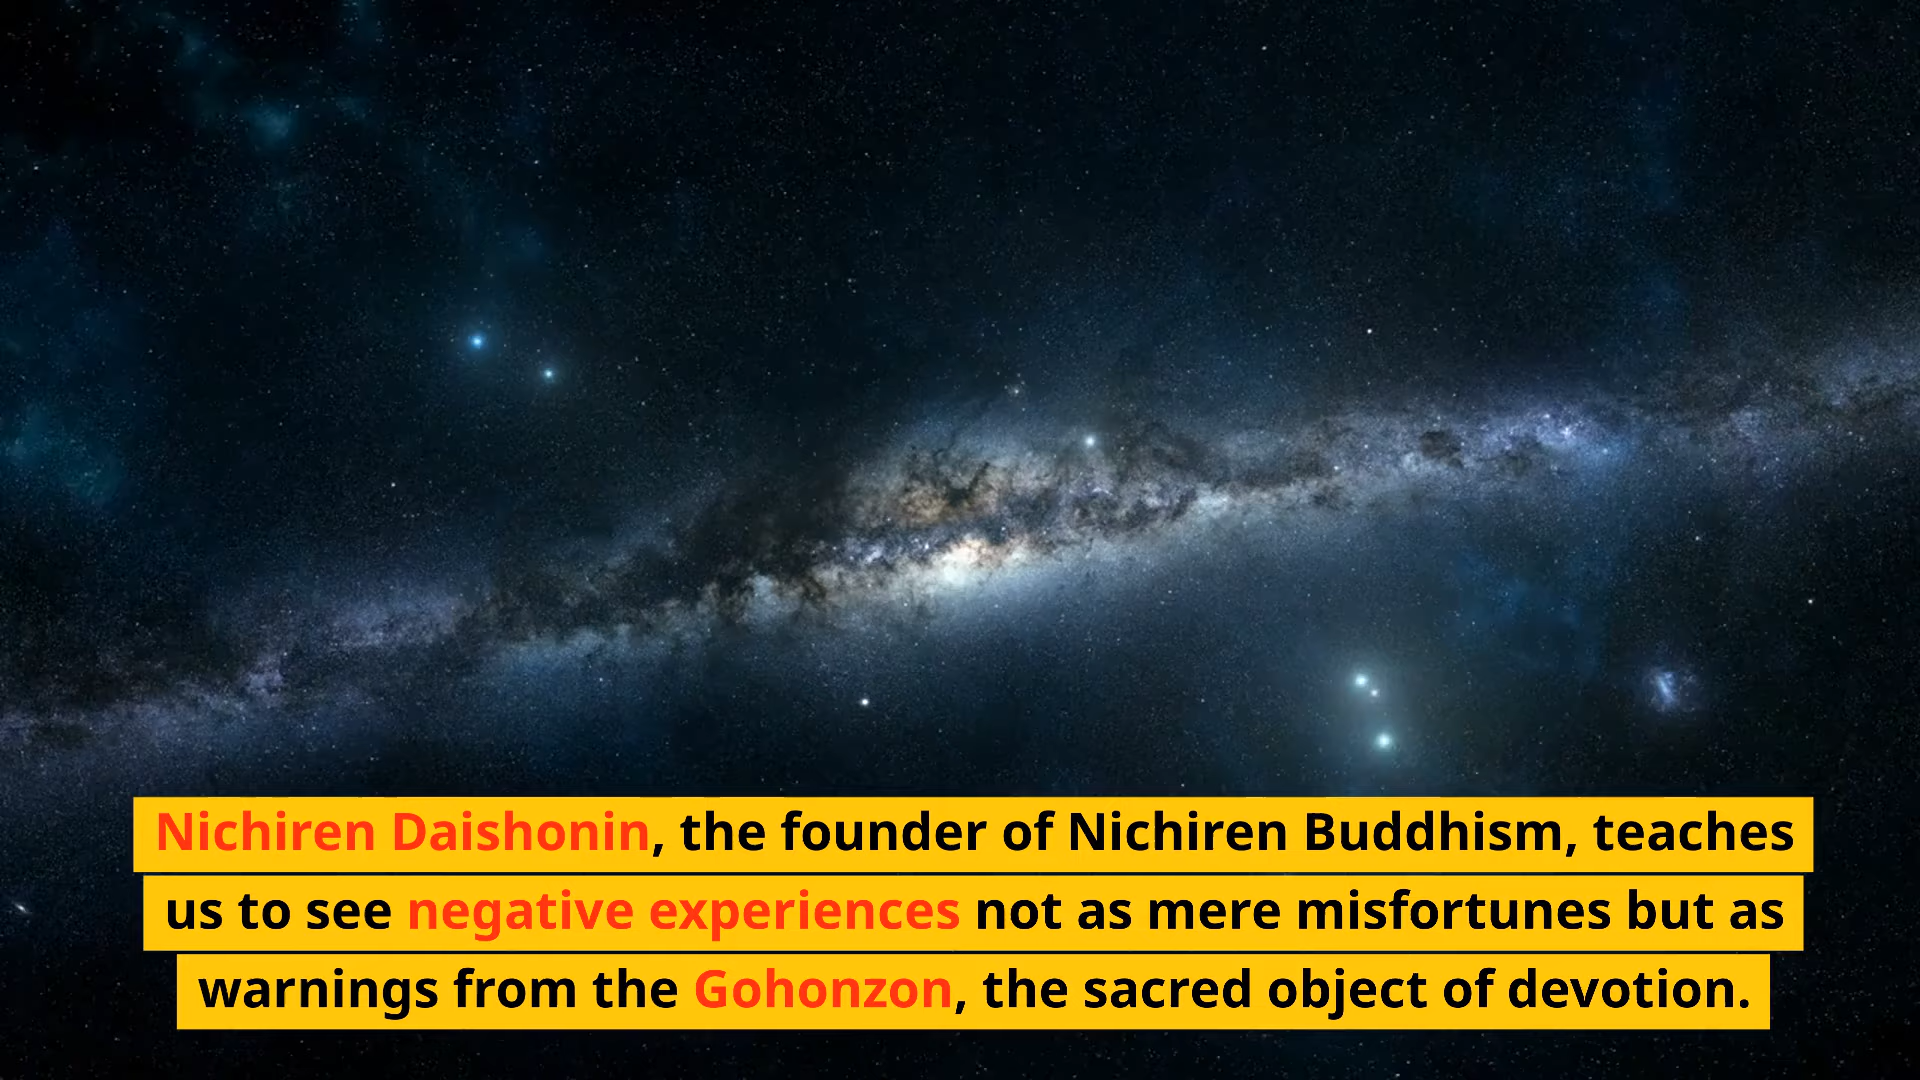 Nichiren Daishonin, the founder of Nichiren Buddhism, teaches
us to see negative experiences not as mere misfortunes but as
warnings from the Gohonzon, the sacred object of devotion.